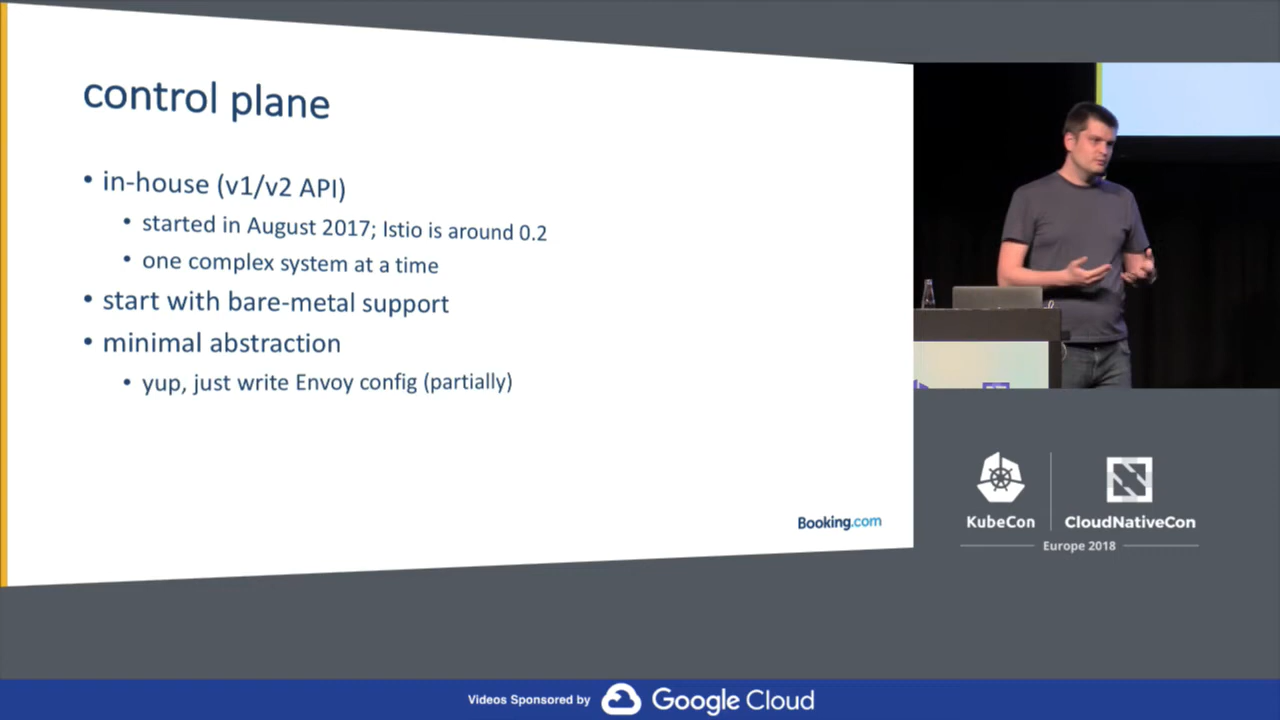 control plane
• in-house (v1/v2 API)
• started in August 2017; Istio is around 0.2
• one complex system at a time
• start with bare-metal support
• minimal abstraction
• yup, just write Envoy config (partially)
Booking.com
KubeCon
CloudNativeCon
Europe 2018
Videos Sponsored by Google Cloud